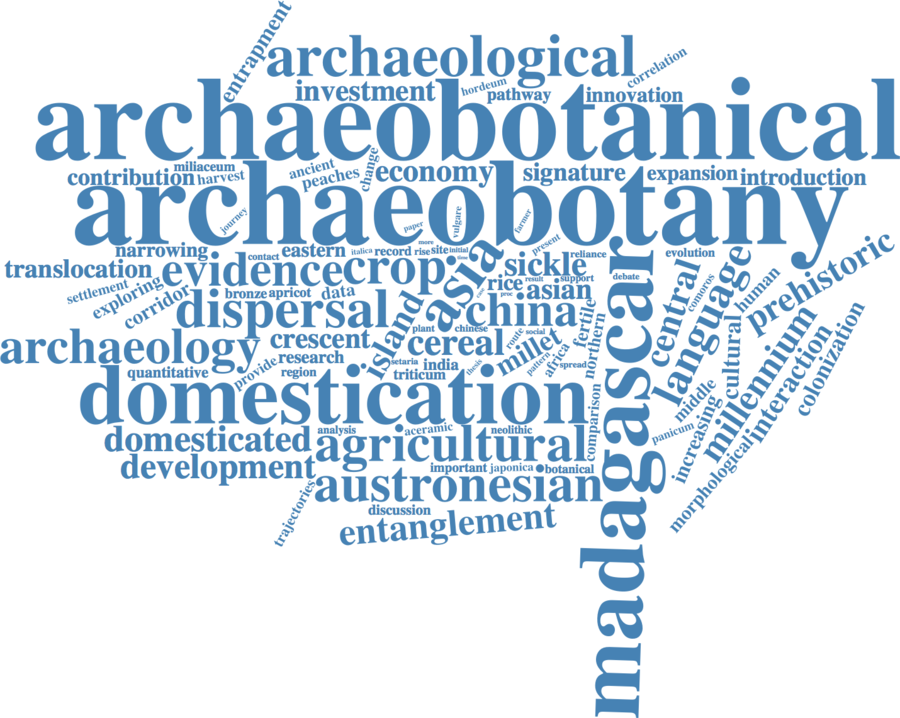 entrapment
archaeological
correlation
investment
hordeum
pathway
innovation
archaeobotanical
contribution
miliaceum
harvest
ancient
peaches
change
economy
signature
expansion
introduction
archaeobotany
journey
paper
vulgare
farmer
narrowing
contact
eastern
italica
record
more
rise
site
initial
present
reliance
evolution
translocation
evidence
crop
asia
sickle
debate
settlement
exploring
corridor
bronze
apricot
data
rice
result
support
asian
central
comoros
language
human
prehistoric
dispersal
island
china
fertile
northern
madagascar
archaeology
crescent
plant
chinese
cereal
route
social
millet
pattern
africa
spread
cultural
millennium
interaction
colonization
quantitative
provide
research
region
setaria
india
triticum
thesis
domestication
comparison
middle
increasing
panicum
morphological
domesticated
analysis
aceramic
neolithic
agricultural
development
important
japonica
botanical
austronesian
trajectories
discussion
entanglement